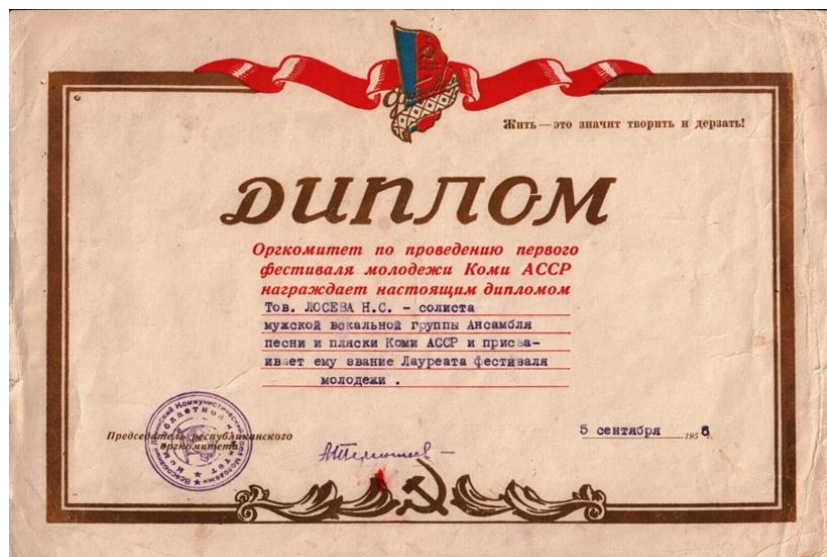 Жить — это значит творить и дерзать!
ДИПЛОМ
Оргкомитет по проведению первого
фестиваля молодежи Коми АССР
награждает настоящим дипломом
Тов. ЛОСЕВА Н.С. - солиста
мужской вокальной группы Ансамбля
песни и пляски Коми АССР и присва-
ивает ему звание Лауреата фестиваля
молодежи .
Председатель республиканского
оргкомитета
5 сентября 1956 г.